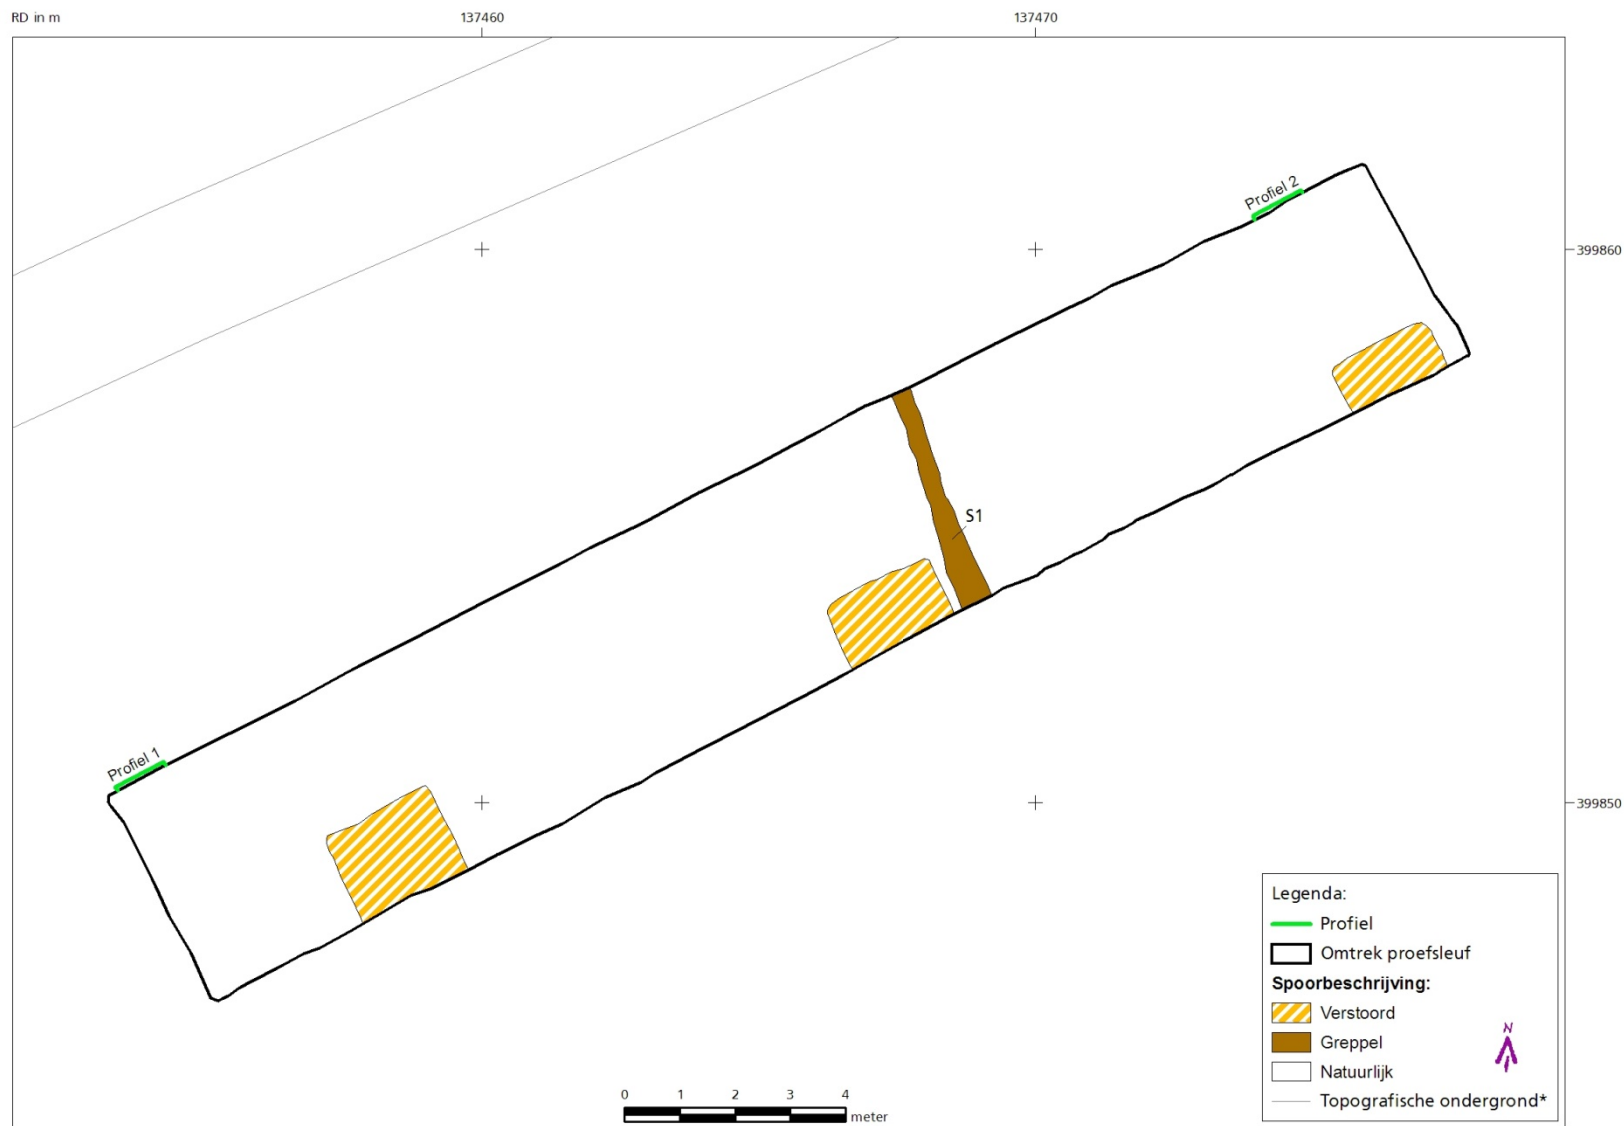 RD in m
137460
137470
Profiel 2
399860
S1
Profiel 1
399850
Legenda:
Profiel
Omtrek proefsleuf
Spoorbeschrijving:
Verstoord
Greppel
Natuurlijk
Topografische ondergrond*
N
0 1 2 3 4
meter